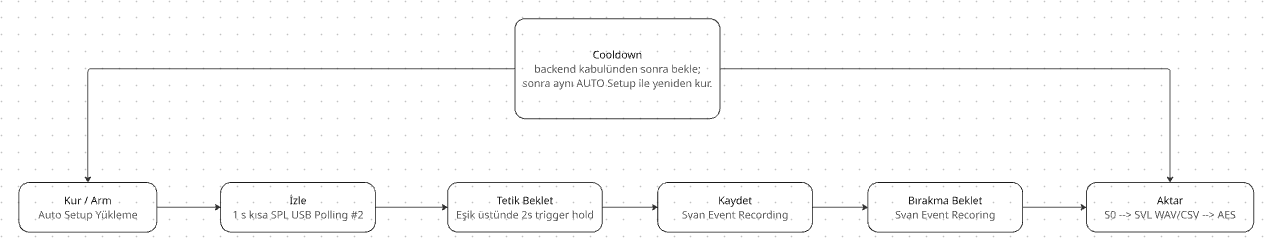 Cooldown
backend kabulünden sonra bekle;
sonra aynı AUTO Setup ile yeniden kur.
Kur / Arm
Auto Setup Yükleme
İzle
1 s kısa SPL USB Polling #2
Tetik Beklet
Eşik üstünde 2s trigger hold
Kaydet
Svan Event Recording
Bırakma Beklet
Svan Event Recoring
Aktar
S0 --> SVL WAV/CSV --> AES